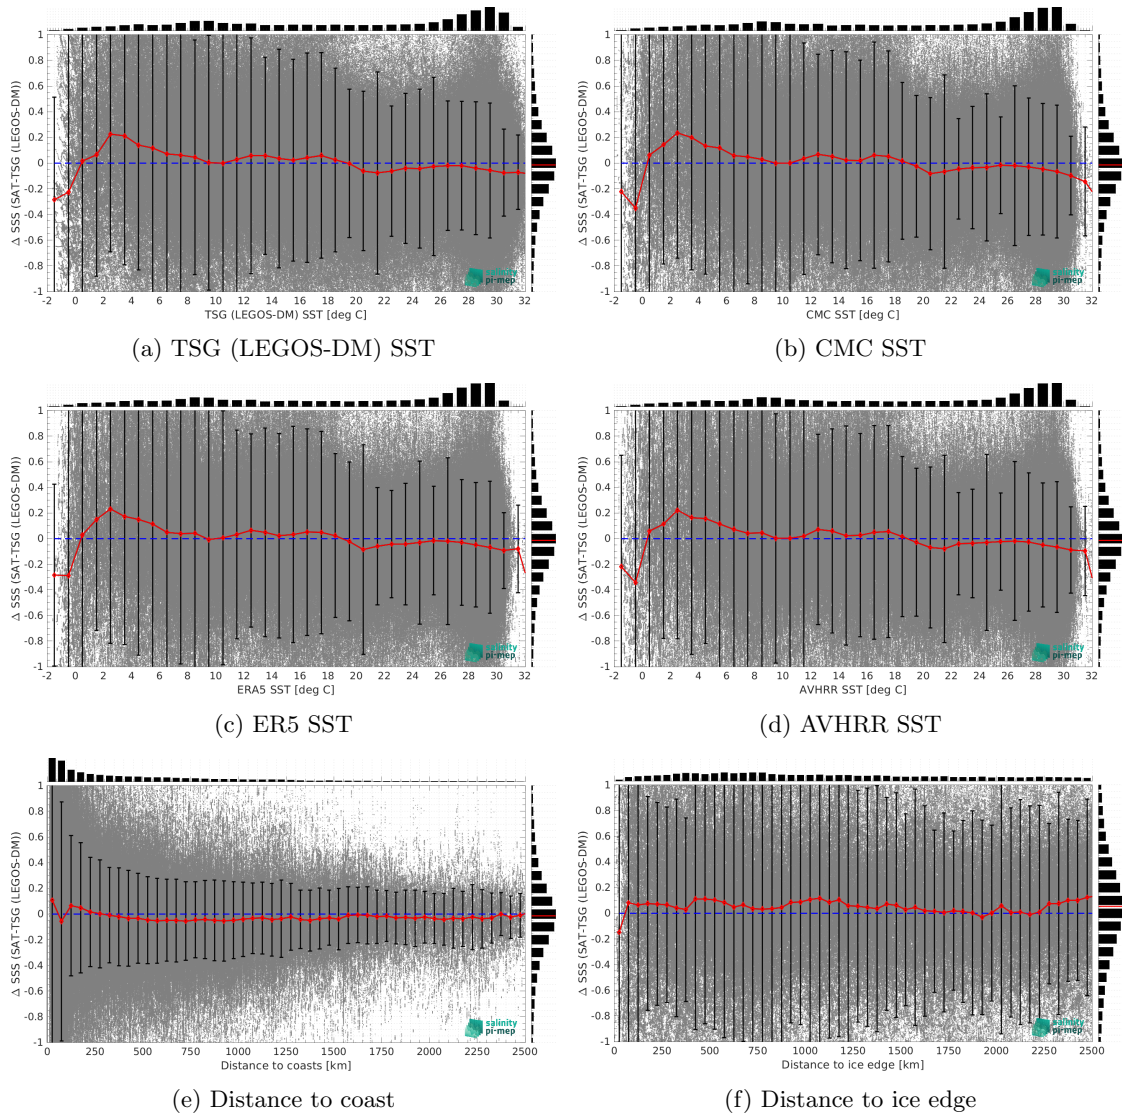 1
0.8
0.6
0.4
0.2
0
-0.2
-0.4
-0.6
-0.8
-1
Δ SSS (SAT-TSG (LEGOS-DM))
salinity
pi-mep
-2 0 2 4 6 8 10 12 14 16 18 20 22 24 26 28 30 32
TSG (LEGOS-DM) SST [deg C]
(a) TSG (LEGOS-DM) SST
1
0.8
0.6
0.4
0.2
0
-0.2
-0.4
-0.6
-0.8
-1
Δ SSS (SAT-TSG (LEGOS-DM))
salinity
pi-mep
-2 0 2 4 6 8 10 12 14 16 18 20 22 24 26 28 30 32
CMC SST [deg C]
(b) CMC SST
1
0.8
0.6
0.4
0.2
0
-0.2
-0.4
-0.6
-0.8
-1
Δ SSS (SAT-TSG (LEGOS-DM))
salinity
pi-mep
-2 0 2 4 6 8 10 12 14 16 18 20 22 24 26 28 30 32
ERA5 SST [deg C]
(c) ER5 SST
1
0.8
0.6
0.4
0.2
0
-0.2
-0.4
-0.6
-0.8
-1
Δ SSS (SAT-TSG (LEGOS-DM))
salinity
pi-mep
-2 0 2 4 6 8 10 12 14 16 18 20 22 24 26 28 30 32
AVHRR SST [deg C]
(d) AVHRR SST
1
0.8
0.6
0.4
0.2
0
-0.2
-0.4
-0.6
-0.8
-1
Δ SSS (SAT-TSG (LEGOS-DM))
salinity
pi-mep
0 250 500 750 1000 1250 1500 1750 2000 2250 2500
Distance to coasts [km]
(e) Distance to coast
1
0.8
0.6
0.4
0.2
0
-0.2
-0.4
-0.6
-0.8
-1
Δ SSS (SAT-TSG (LEGOS-DM))
salinity
pi-mep
0 250 500 750 1000 1250 1500 1750 2000 2250 2500
Distance to ice edge [km]
(f) Distance to ice edge